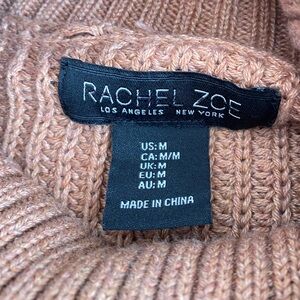 RACHEL ZOE
LOS ANGELES NEW YORK
US: M
CA: M/M
UK: M
EU: M
AU: M
MADE IN CHINA